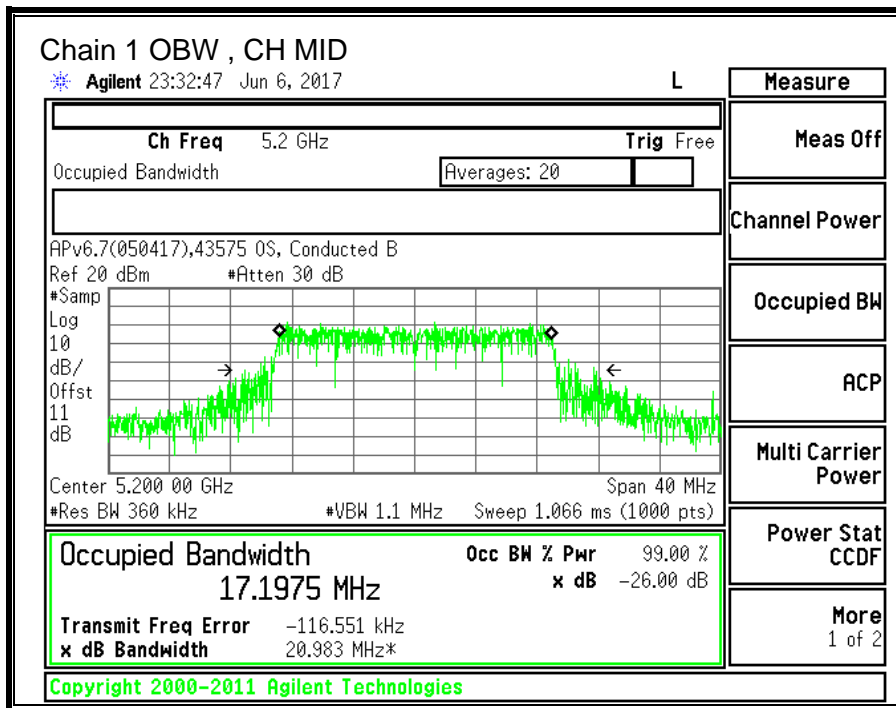 Chain 1 OBW , CH MID
Agilent 23:32:47 Jun 6, 2017 L
Measure
Ch Freq 5.2 GHz Trig Free
Occupied Bandwidth Averages: 20
APv6.7(050417),43575 OS, Conducted B
Ref 20 dBm #Atten 30 dB
#Samp
Log
10
dB/
Offst
11
dB
Center 5.200 00 GHz Span 40 MHz
#Res BW 360 kHz #VBW 1.1 MHz Sweep 1.066 ms (1000 pts)
Occupied Bandwidth Occ BW % Pwr 99.00 %
17.1975 MHz x dB -26.00 dB
Transmit Freq Error -116.551 kHz
x dB Bandwidth 20.983 MHz*
Copyright 2000-2011 Agilent Technologies
Meas Off
Channel Power
Occupied BW
ACP
Multi Carrier
Power
Power Stat
CCDF
More
1 of 2